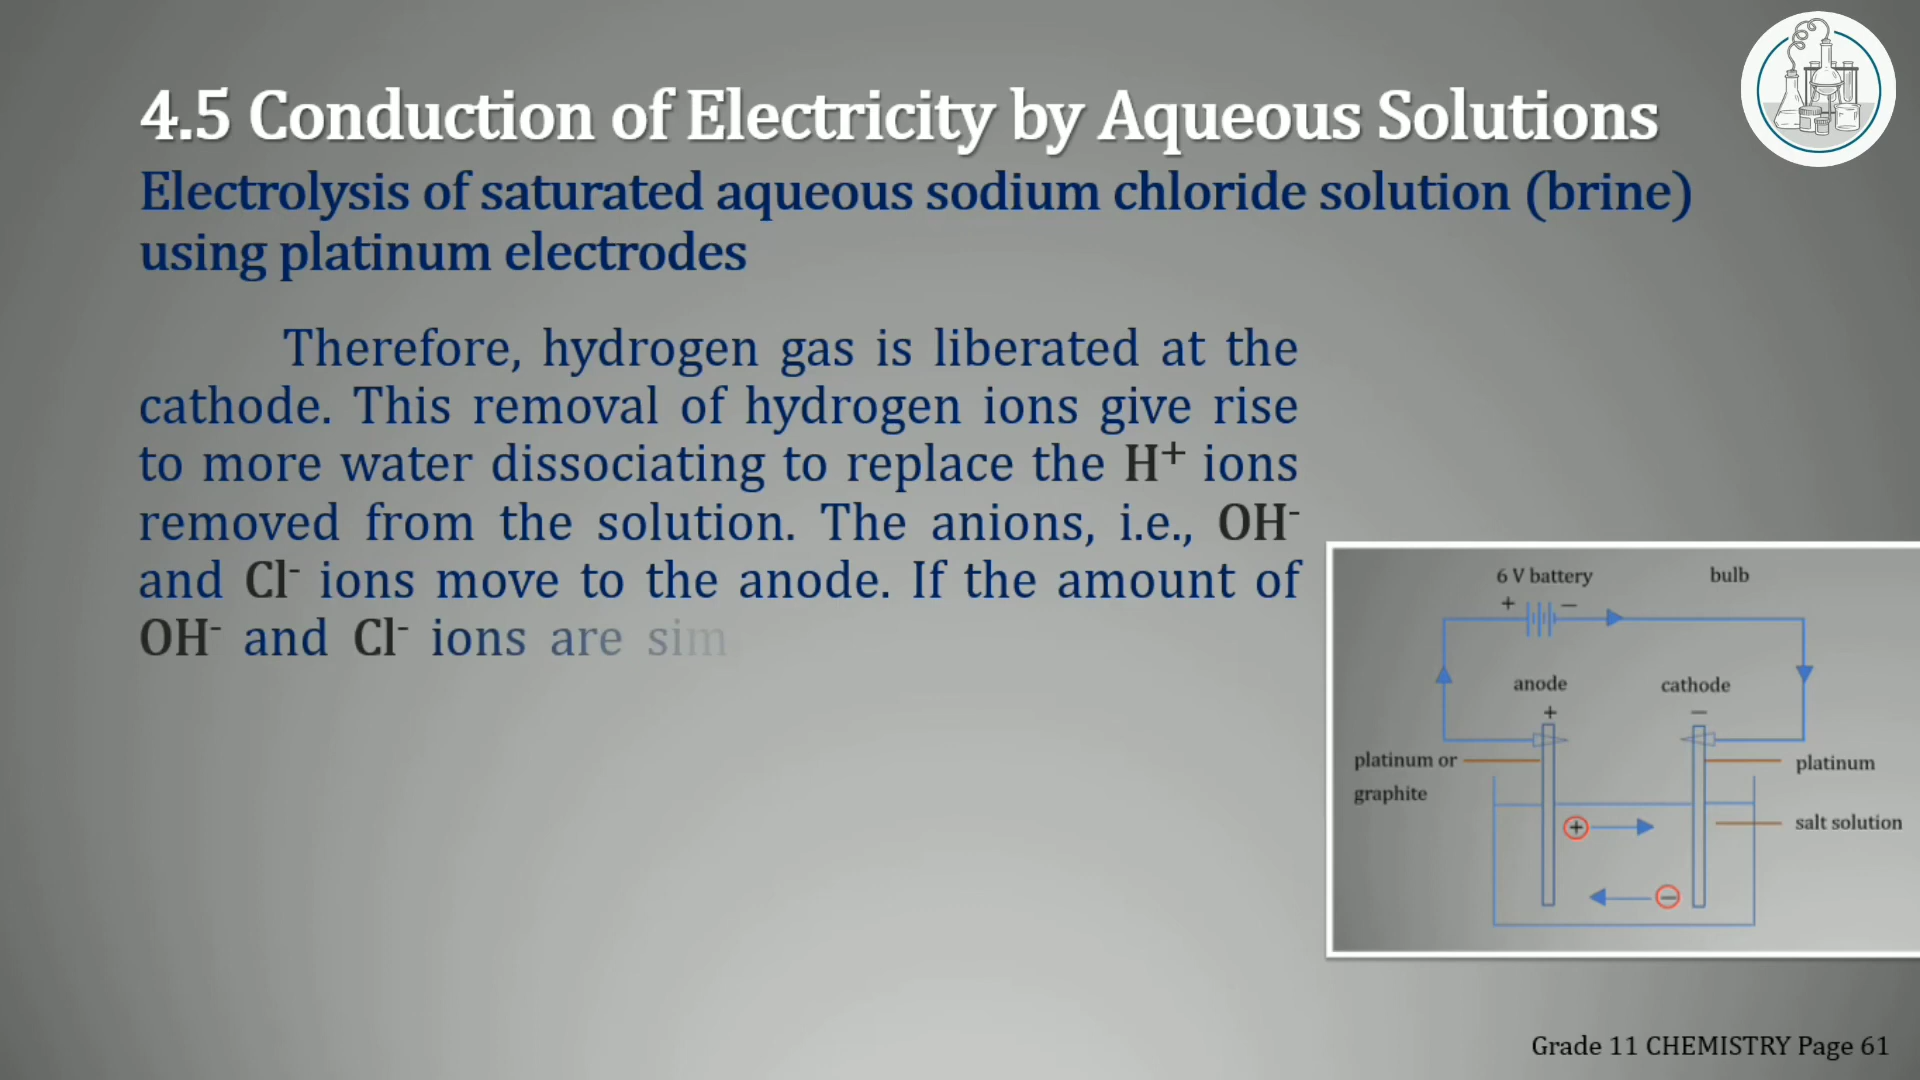 4.5 Conduction of Electricity by Aqueous Solutions
Electrolysis of saturated aqueous sodium chloride solution (brine)
using platinum electrodes
Therefore, hydrogen gas is liberated at the
cathode. This removal of hydrogen ions give rise
to more water dissociating to replace the H⁺ ions
removed from the solution. The anions, i.e., OH⁻
and Cl⁻ ions move to the anode. If the amount of
OH⁻ and Cl⁻ ions are sim
6 V battery
bulb
+ −
anode
cathode
+
−
platinum or
graphite
platinum
salt solution
+
−
Grade 11 CHEMISTRY Page 61